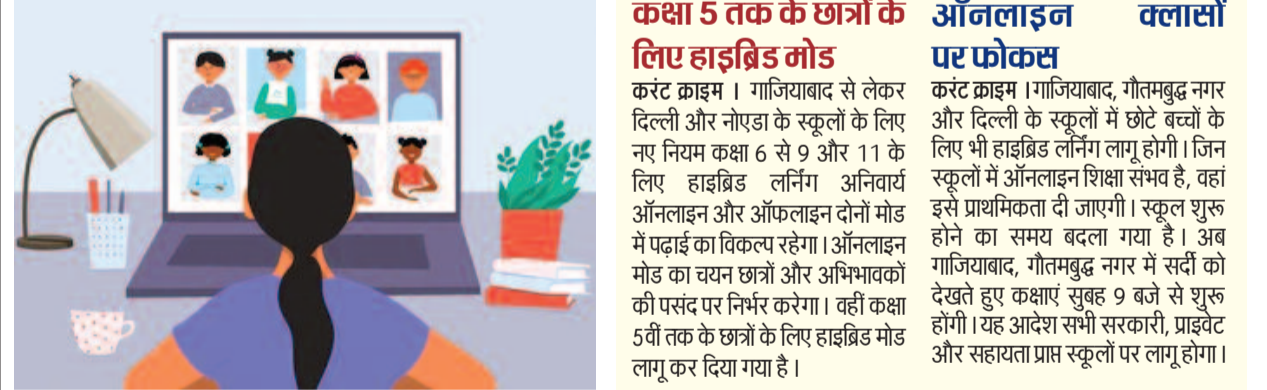 कक्षा 5 तक के छात्रों के
लिए हाइब्रिड मोड
करंट क्राइम । गाजियाबाद से लेकर
दिल्ली और नोएडा के स्कूलों के लिए
नए नियम कक्षा 6 से 9 और 11 के
लिए हाइब्रिड लर्निंग अनिवार्य
ऑनलाइन और ऑफलाइन दोनों मोड
में पढ़ाई का विकल्प रहेगा । ऑनलाइन
मोड का चयन छात्रों और अभिभावकों
की पसंद पर निर्भर करेगा । वहीं कक्षा
5वीं तक के छात्रों के लिए हाइब्रिड मोड
लागू कर दिया गया है ।
ऑनलाइन क्लासों
पर फोकस
करंट क्राइम ।गाजियाबाद, गौतमबुद्ध नगर
और दिल्ली के स्कूलों में छोटे बच्चों के
लिए भी हाइब्रिड लर्निंग लागू होगी । जिन
स्कूलों में ऑनलाइन शिक्षा संभव है, वहां
इसे प्राथमिकता दी जाएगी । स्कूल शुरू
होने का समय बदला गया है । अब
गाजियाबाद, गौतमबुद्ध नगर में सर्दी को
देखते हुए कक्षाएं सुबह 9 बजे से शुरू
होंगी ।यह आदेश सभी सरकारी, प्राइवेट
और सहायता प्राप्त स्कूलों पर लागू होगा ।